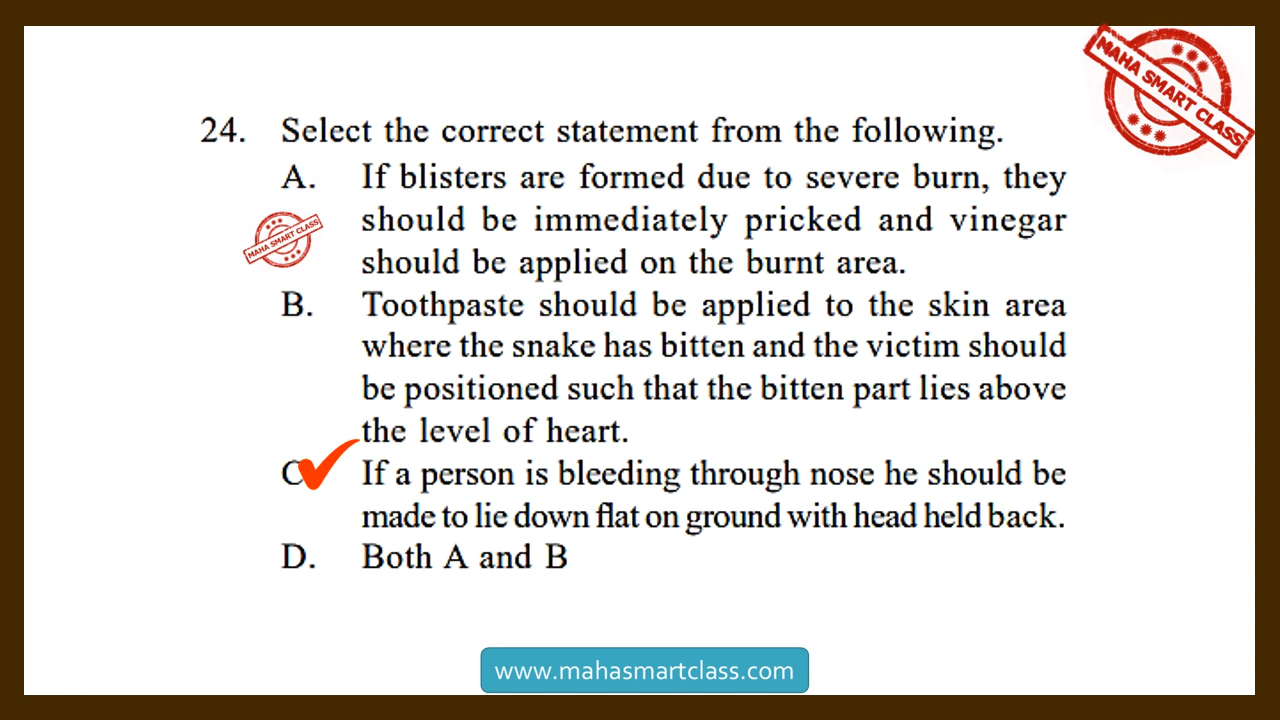 MAHA SMART CLASS
24. Select the correct statement from the following.
A. If blisters are formed due to severe burn, they
should be immediately pricked and vinegar
MAHA SMART CLASS
should be applied on the burnt area.
B. Toothpaste should be applied to the skin area
where the snake has bitten and the victim should
be positioned such that the bitten part lies above
the level of heart.
C If a person is bleeding through nose he should be
made to lie down flat on ground with head held back.
D. Both A and B
www.mahasmartclass.com